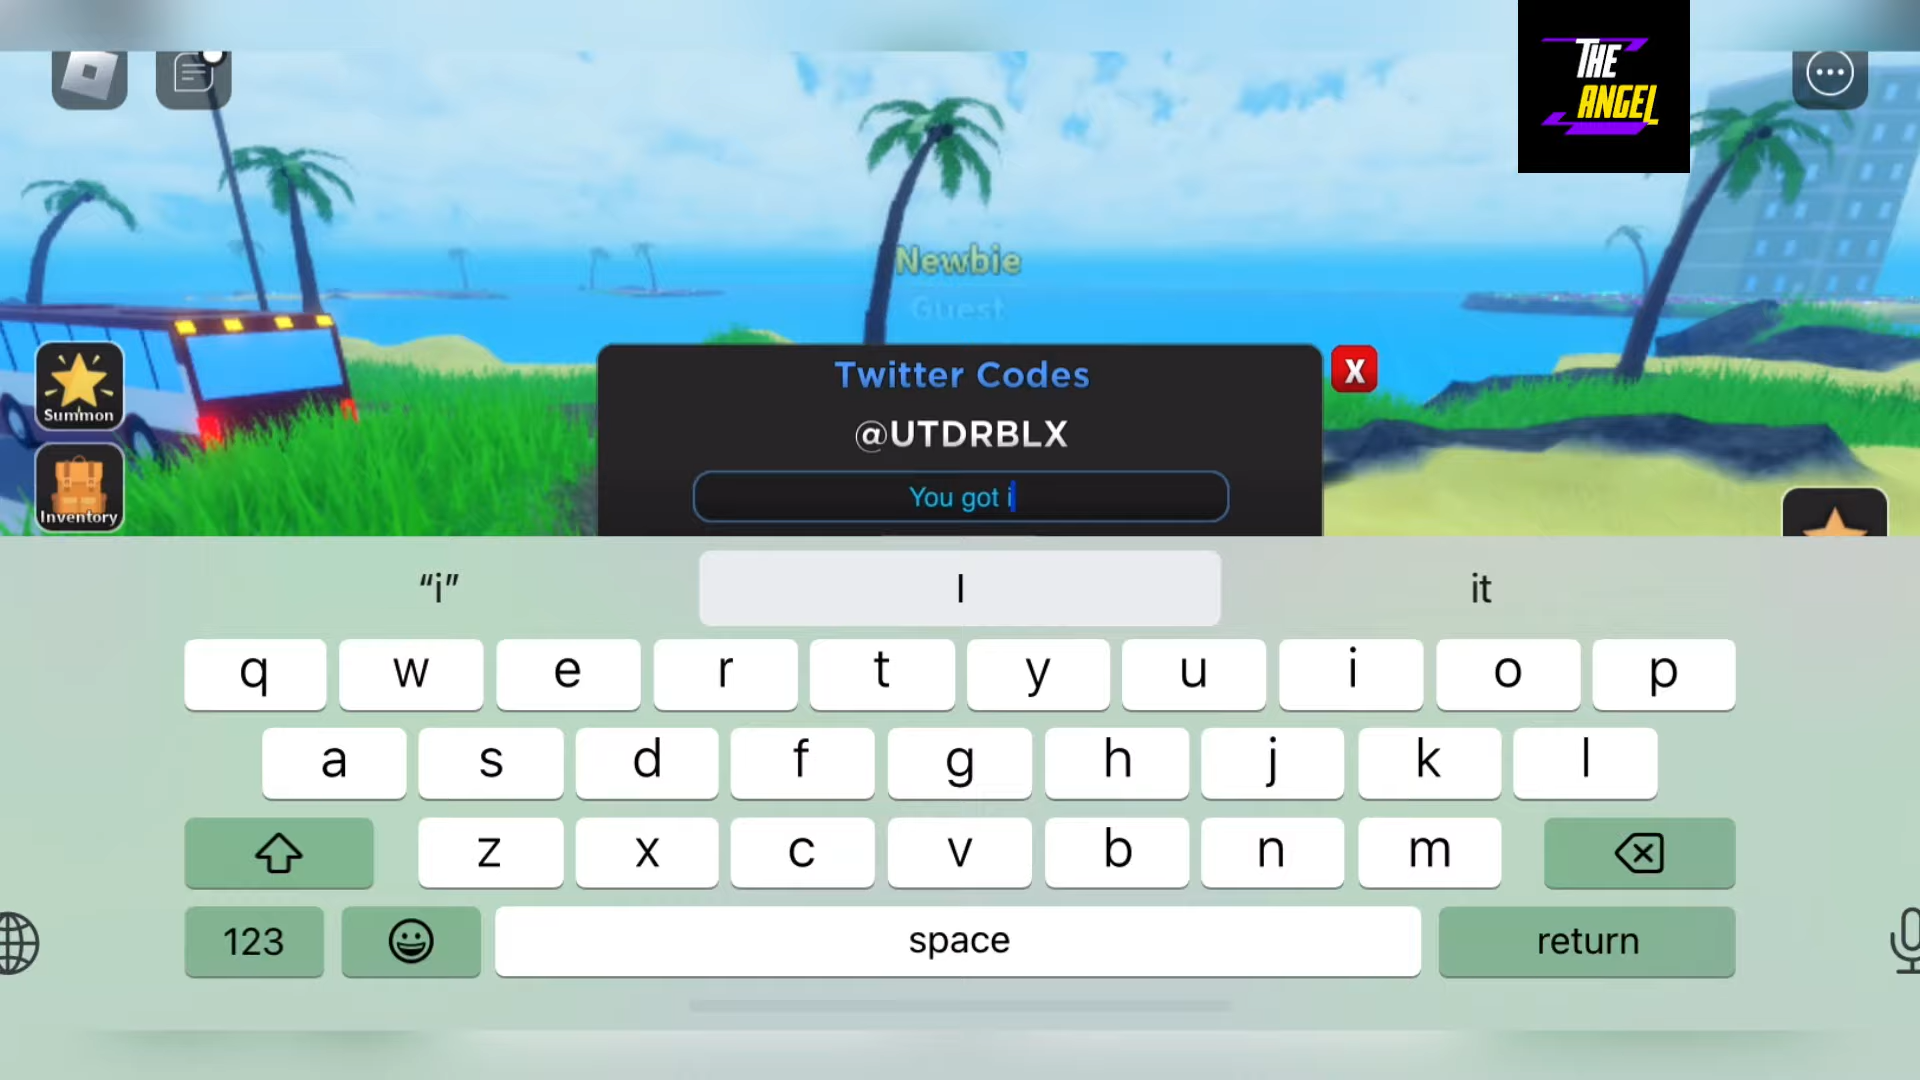 THE
ANGEL
Newbie
Guest
Summon
Inventory
Twitter Codes
X
@UTDRBLX
You got i
“i” I it
q w e r t y u i o p
a s d f g h j k l
z x c v b n m
123 space return